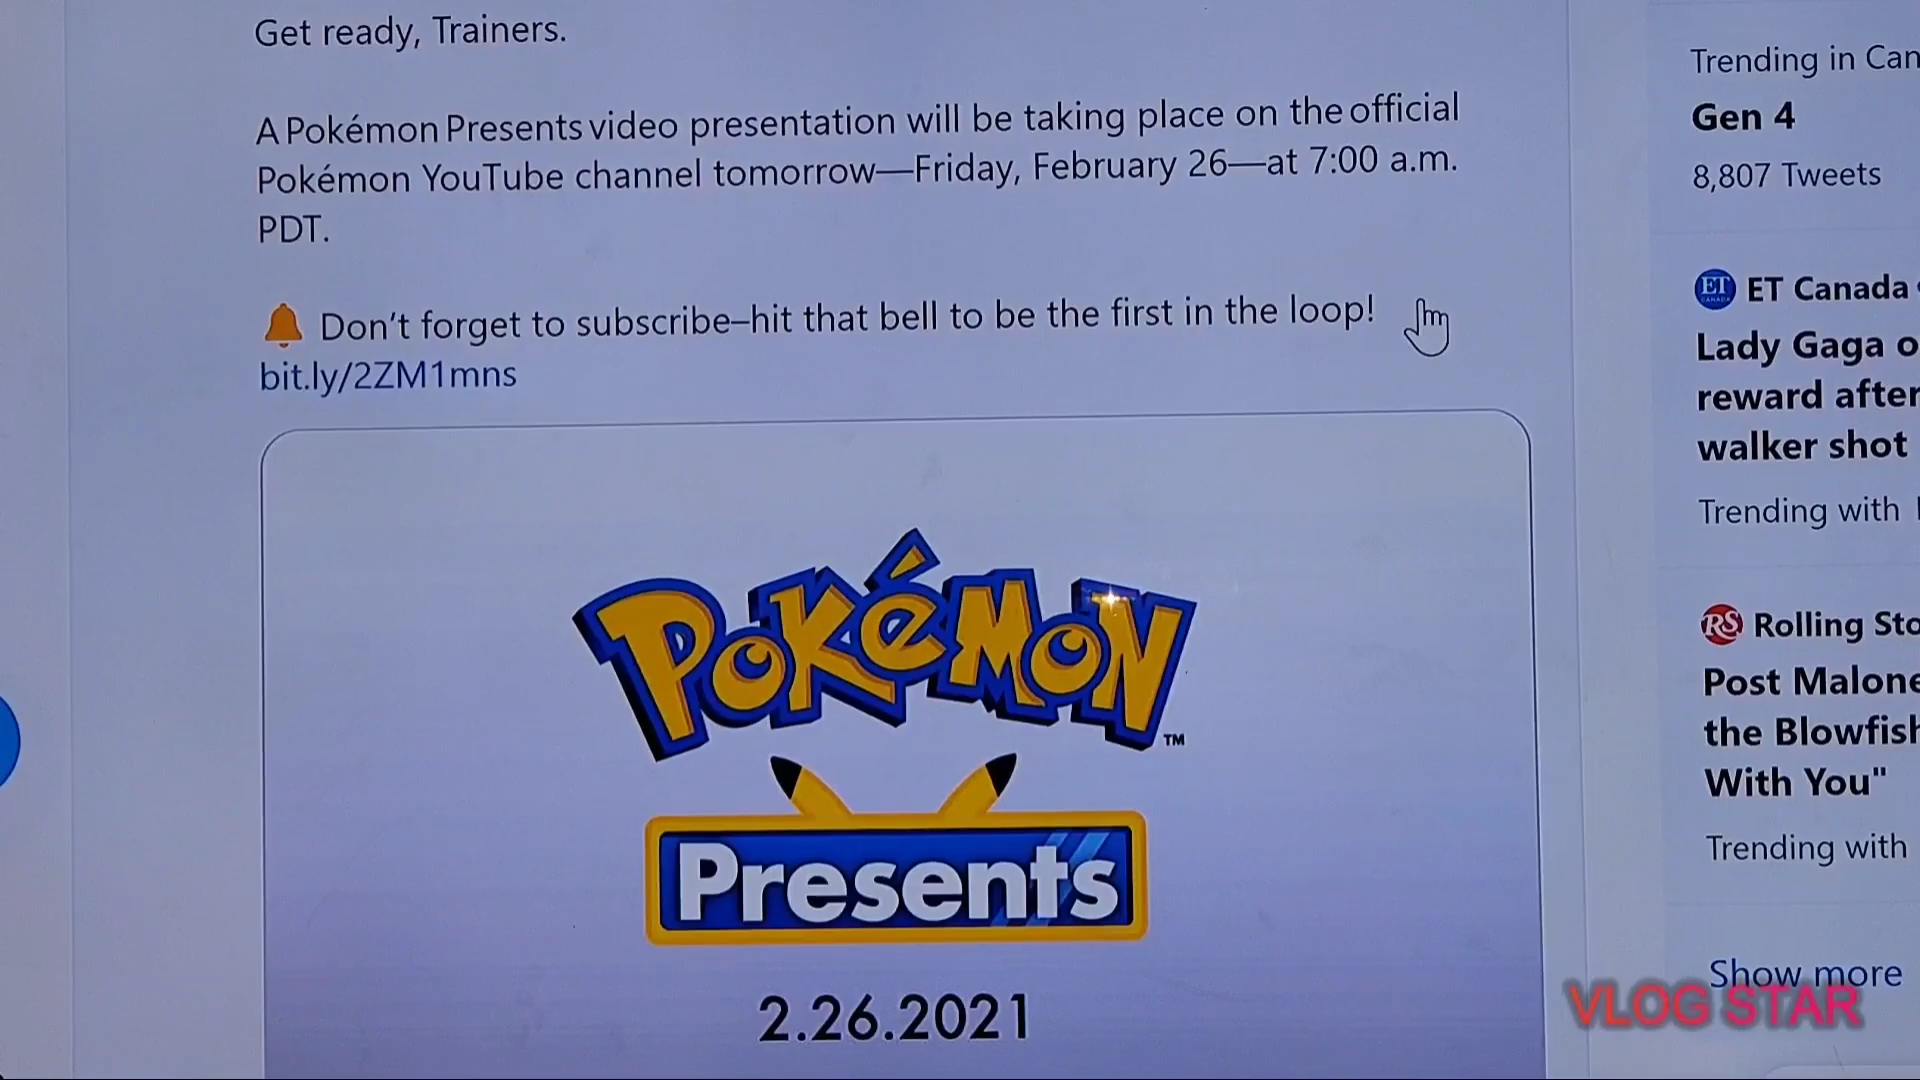 Get ready, Trainers.
A Pokémon Presents video presentation will be taking place on the official
Pokémon YouTube channel tomorrow—Friday, February 26—at 7:00 a.m.
PDT.
Don't forget to subscribe–hit that bell to be the first in the loop!
bit.ly/2ZM1mns
POKéMON
TM
Presents
2.26.2021
Trending in Can
Gen 4
8,807 Tweets
ET CANADA
ET Canada
Lady Gaga o
reward after
walker shot
Trending with
RS
Rolling Sto
Post Malone
the Blowfish
With You"
Trending with
Show more
VLOG STAR